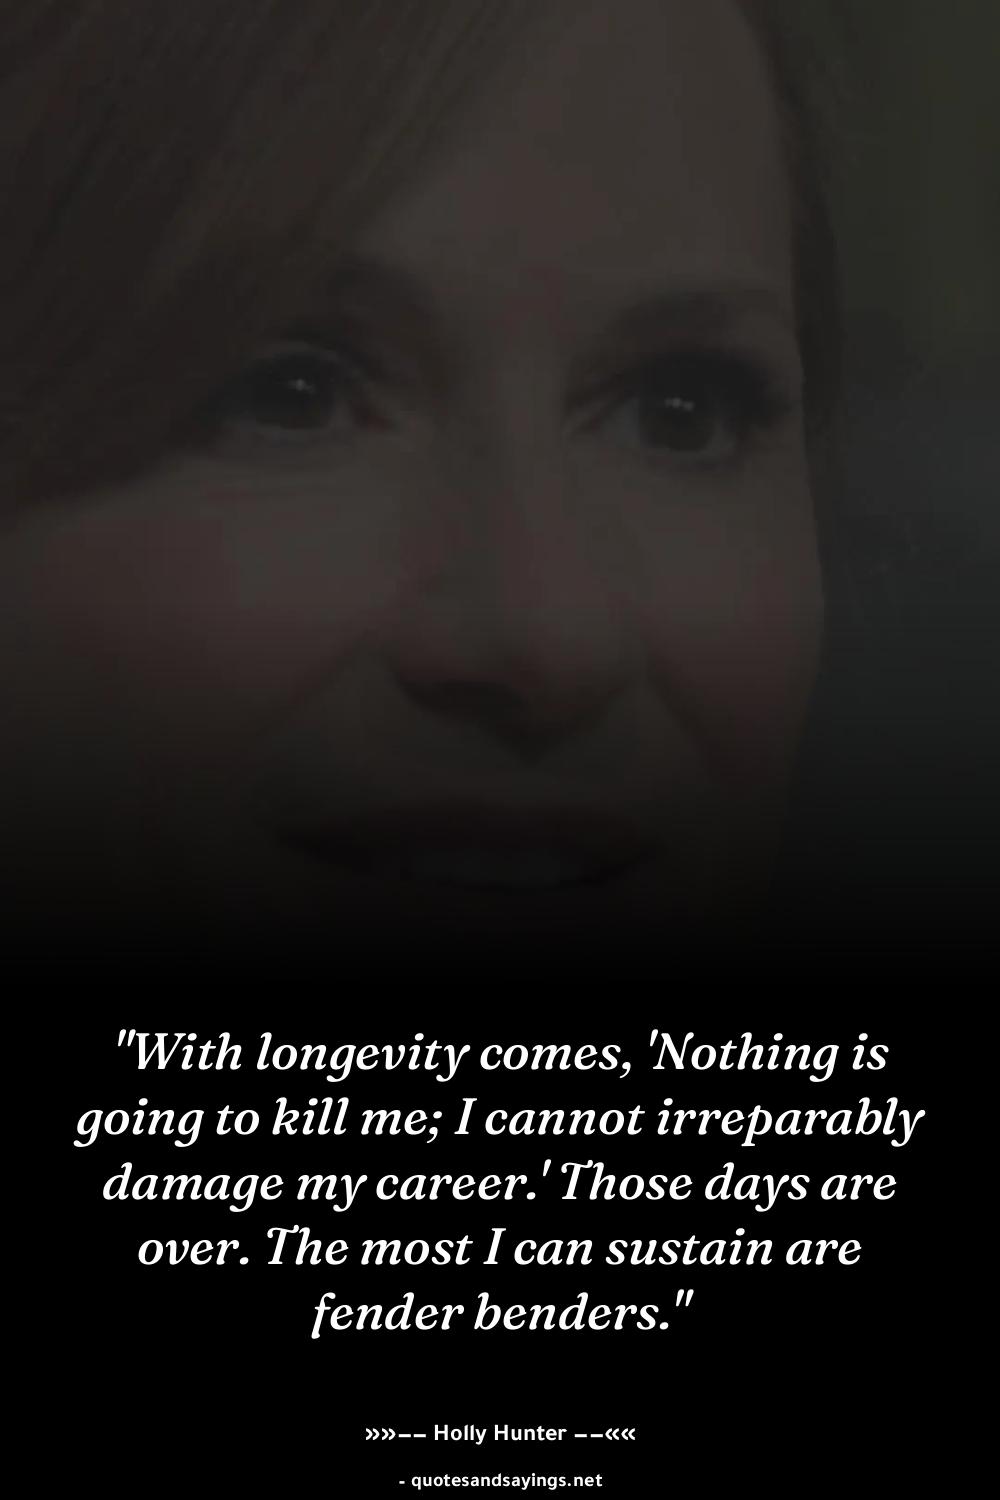 "With longevity comes, 'Nothing is
going to kill me; I cannot irreparably
damage my career.' Those days are
over. The most I can sustain are
fender benders."
»»−− Holly Hunter −−««
- quotesandsayings.net